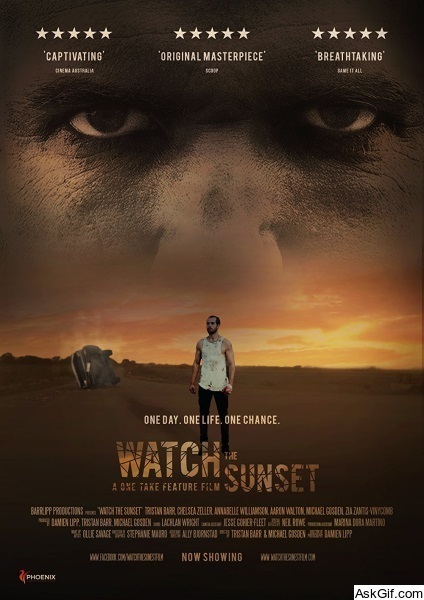 ★★★★★ ★★★★★ ★★★★★
'CAPTIVATING' 'ORIGINAL MASTERPIECE' 'BREATHTAKING'
CINEMA AUSTRALIA SCOOP GAME IT ALL
ONE DAY. ONE LIFE. ONE CHANCE.
WATCH THE SUNSET
A ONE TAKE FEATURE FILM
BARRLIPP PRODUCTIONS PRESENTS "WATCH THE SUNSET" TRISTAN BARR, CHELSEA ZELLER, ANNABELLE WILLIAMSON, AARON WALTON, MICHAEL GOSDEN, ZIA ZANTIS-VINYCOMB
DAMIEN LIPP, TRISTAN BARR, MICHAEL GOSDEN LACHLAN WRIGHT JESSE GOHIER-FLEET NEIL ROWE MARINA DORA MARTINO
OLLIE SAVAGE STEPHANIE MAURO ALLY BJORNSTAD TRISTAN BARR & MICHAEL GOSDEN DAMIEN LIPP
WWW.FACEBOOK.COM/WATCHTHESUNSETFILM NOW SHOWING WWW.WATCHTHESUNSETFILM.COM
PHOENIX
AskGif.com